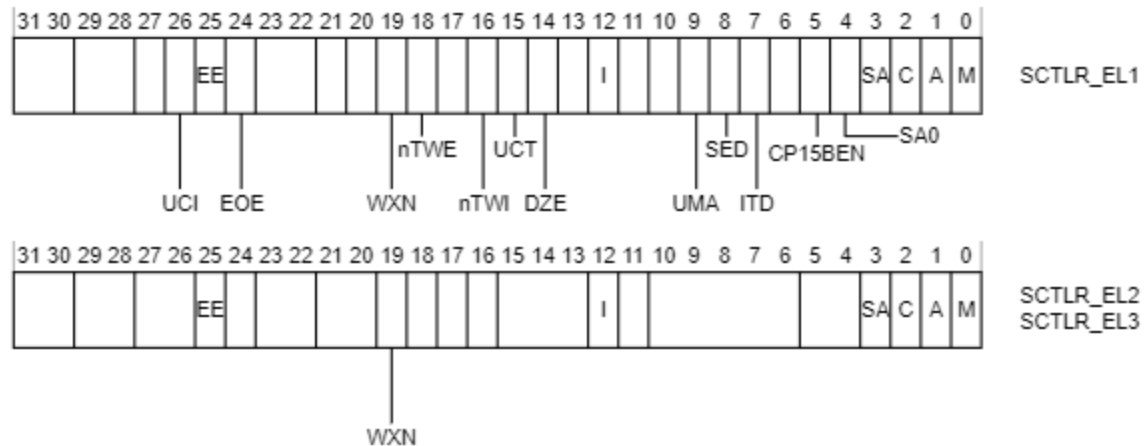 31 30 29 28 27 26 25 24 23 22 21 20 19 18 17 16 15 14 13 12 11 10 9 8 7 6 5 4 3 2 1 0
EE I SA C A M SCTLR_EL1
nTWE UCT SED CP15BEN SA0
UCI EOE WXN nTWI DZE UMA ITD
31 30 29 28 27 26 25 24 23 22 21 20 19 18 17 16 15 14 13 12 11 10 9 8 7 6 5 4 3 2 1 0
EE I SA C A M SCTLR_EL2
SCTLR_EL3
WXN